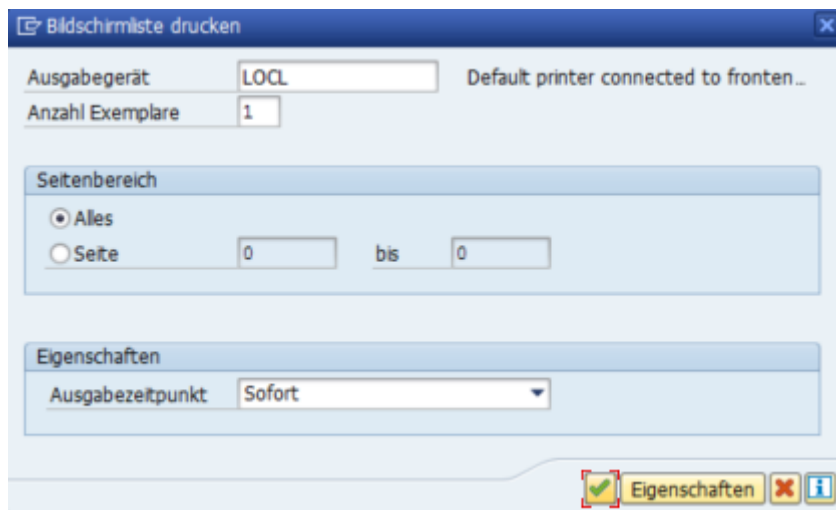 Bildschirmliste drucken
Ausgabegerät LOCL Default printer connected to fronten...
Anzahl Exemplare 1
Seitenbereich
Alles
Seite 0 bis 0
Eigenschaften
Ausgabezeitpunkt Sofort
Eigenschaften